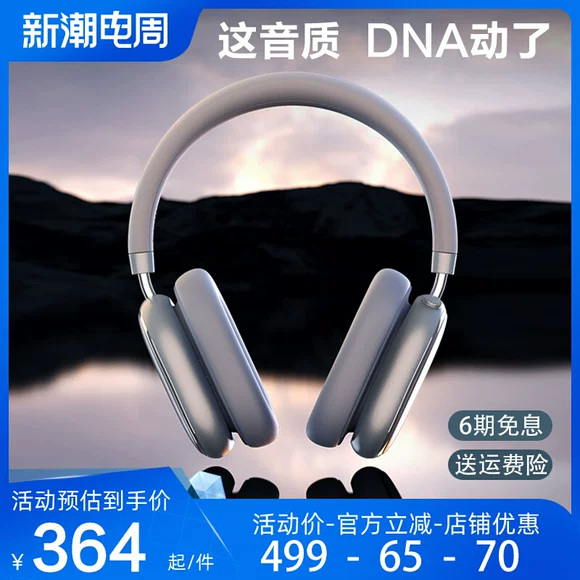 新潮电周
这音质 DNA动了
6期免息
送运费险
活动预估到手价
¥ 364 起/件
活动价-官方立减-店铺优惠
499 - 65 - 70